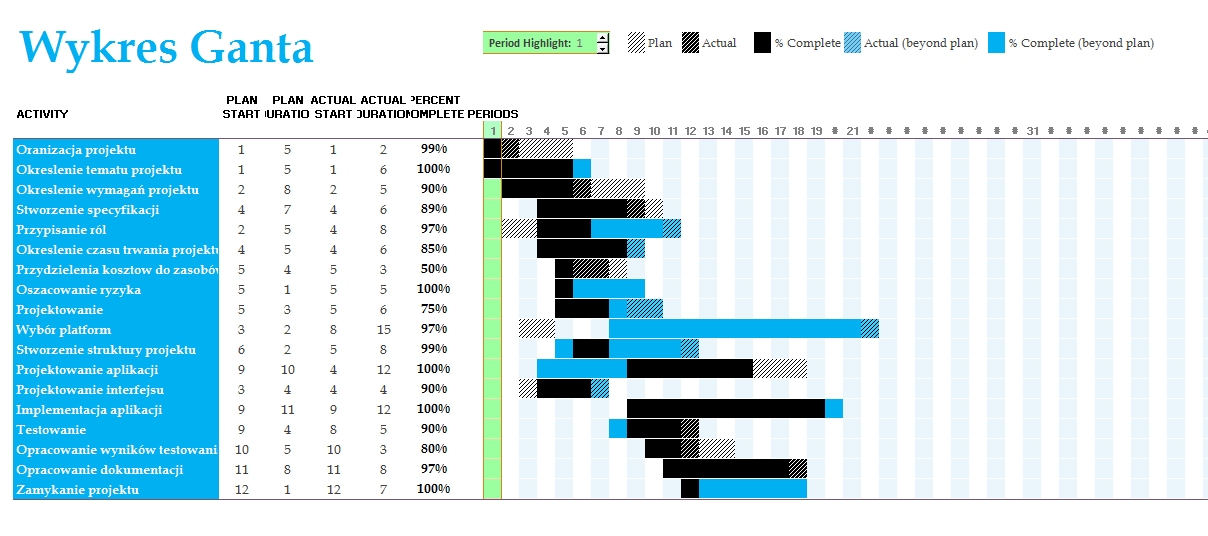 Wykres Ganta
Period Highlight: 1 Plan Actual % Complete Actual (beyond plan) % Complete (beyond plan)
PLAN PLAN ACTUAL ACTUAL PERCENT
ACTIVITY START URATIO START URATION OMPLETE PERIODS
1 2 3 4 5 6 7 8 9 10 11 12 13 14 15 16 17 18 19 # 21 # # # # # # # # # 31 # # # # # # # # #
Oranizacja projektu 1 5 1 2 99%
Okreslenie tematu projektu 1 5 1 6 100%
Okreslenie wymagań projektu 2 8 2 5 90%
Stworzenie specyfikacji 4 7 4 6 89%
Przypisanie ról 2 5 4 8 97%
Okreslenie czasu trwania projektu 4 5 4 6 85%
Przydzielenia kosztow do zasobów 5 4 5 3 50%
Oszacowanie ryzyka 5 1 5 5 100%
Projektowanie 5 3 5 6 75%
Wybór platform 3 2 8 15 97%
Stworzenie struktury projektu 6 2 5 8 99%
Projektowanie aplikacji 9 10 4 12 100%
Projektowanie interfejsu 3 4 4 4 90%
Implementacja aplikacji 9 11 9 12 100%
Testowanie 9 4 8 5 90%
Opracowanie wyników testowani 10 5 10 3 80%
Opracowanie dokumentacji 11 8 11 8 97%
Zamykanie projektu 12 1 12 7 100%